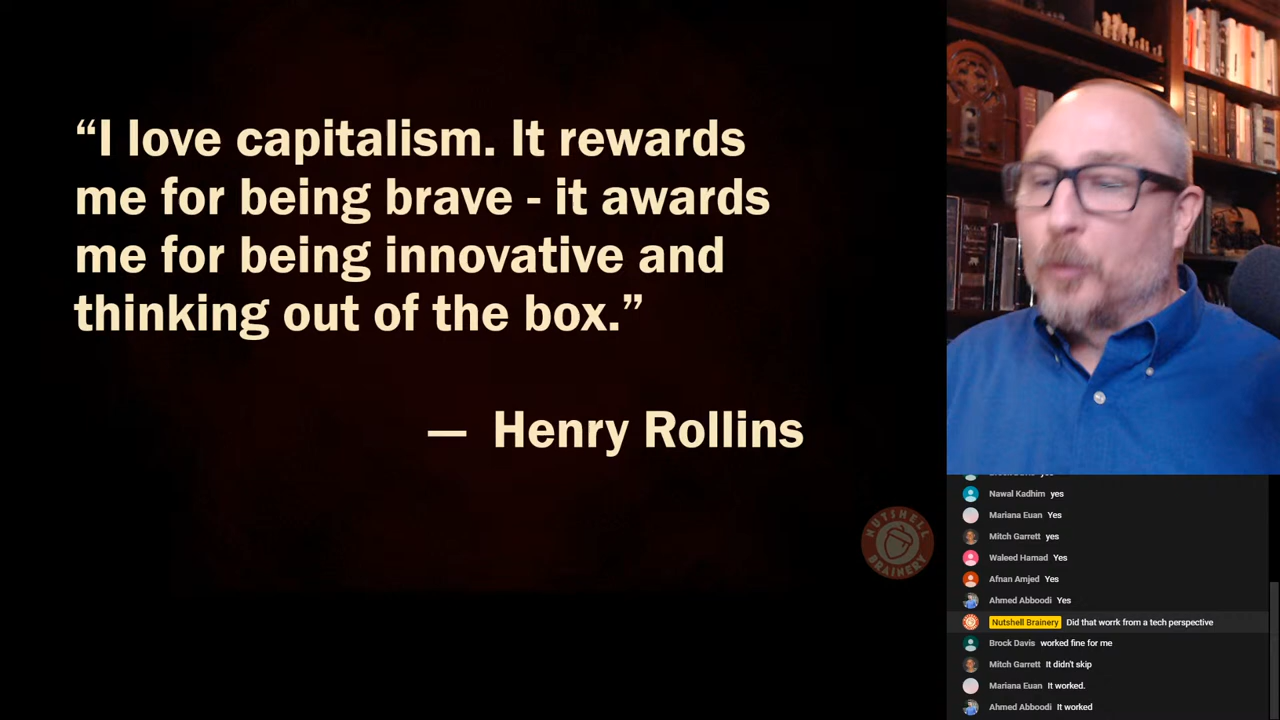 “I love capitalism. It rewards
me for being brave - it awards
me for being innovative and
thinking out of the box.”
— Henry Rollins
NUTSHELL
BRAINERY
Nawal Kadhim yes
Mariana Euan Yes
Mitch Garrett yes
Waleed Hamad Yes
Afnan Amjed Yes
Ahmed Abboodi Yes
Nutshell Brainery Did that worrk from a tech perspective
Brock Davis worked fine for me
Mitch Garrett It didn't skip
Mariana Euan It worked.
Ahmed Abboodi It worked